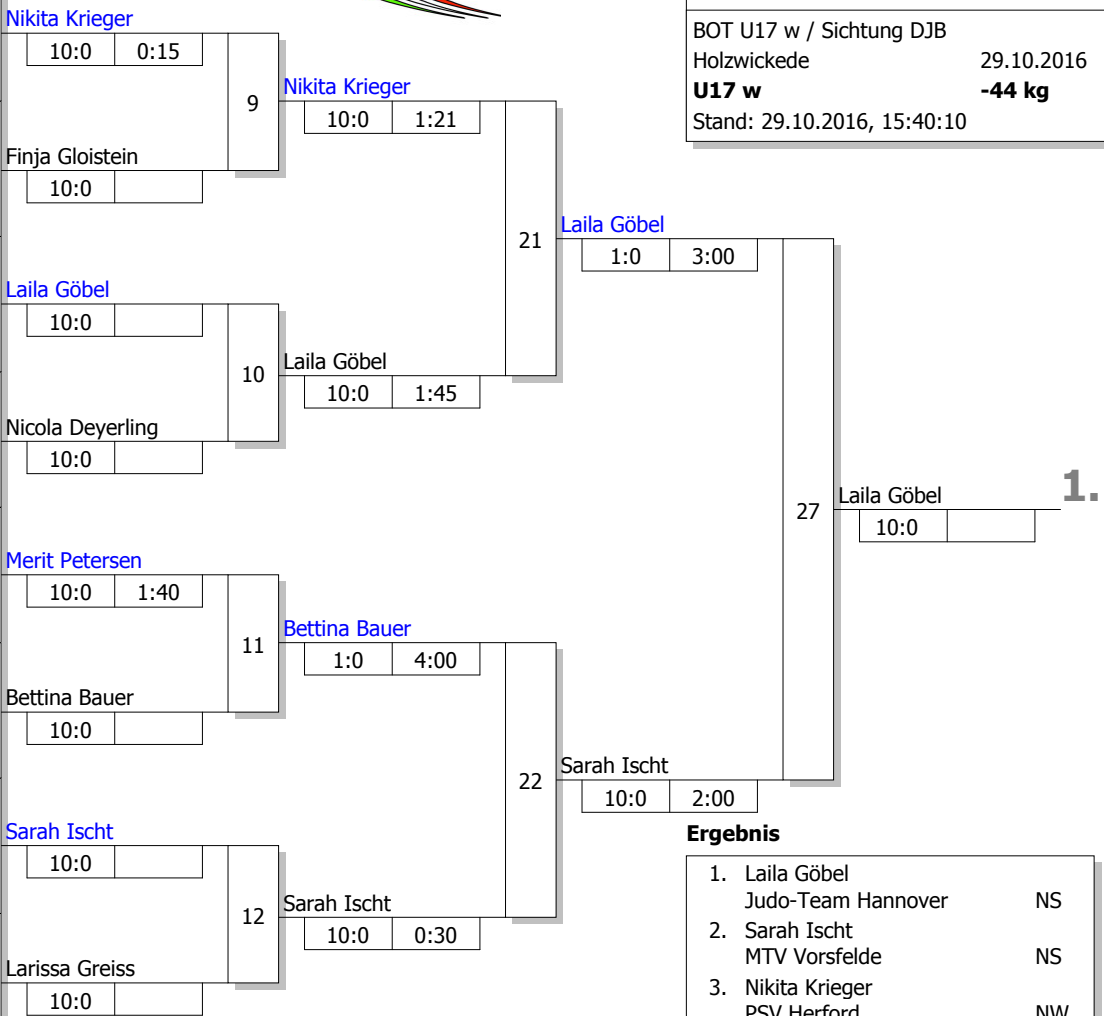 Nikita Krieger
10:0 0:15
9
Finja Gloistein
10:0
Laila Göbel
10:0
10
Nicola Deyerling
10:0
Merit Petersen
10:0 1:40
11
Bettina Bauer
10:0
Sarah Ischt
10:0
12
Larissa Greiss
10:0
Nikita Krieger
10:0 1:21
21
Laila Göbel
10:0 1:45
Bettina Bauer
1:0 4:00
22
Sarah Ischt
10:0 0:30
Laila Göbel
1:0 3:00
27
Sarah Ischt
10:0 2:00
Laila Göbel
10:0
1.
BOT U17 w / Sichtung DJB
Holzwickede 29.10.2016
U17 w -44 kg
Stand: 29.10.2016, 15:40:10
Ergebnis
1. Laila Göbel
Judo-Team Hannover NS
2. Sarah Ischt
MTV Vorsfelde NS
3. Nikita Krieger
PSV Herford NW